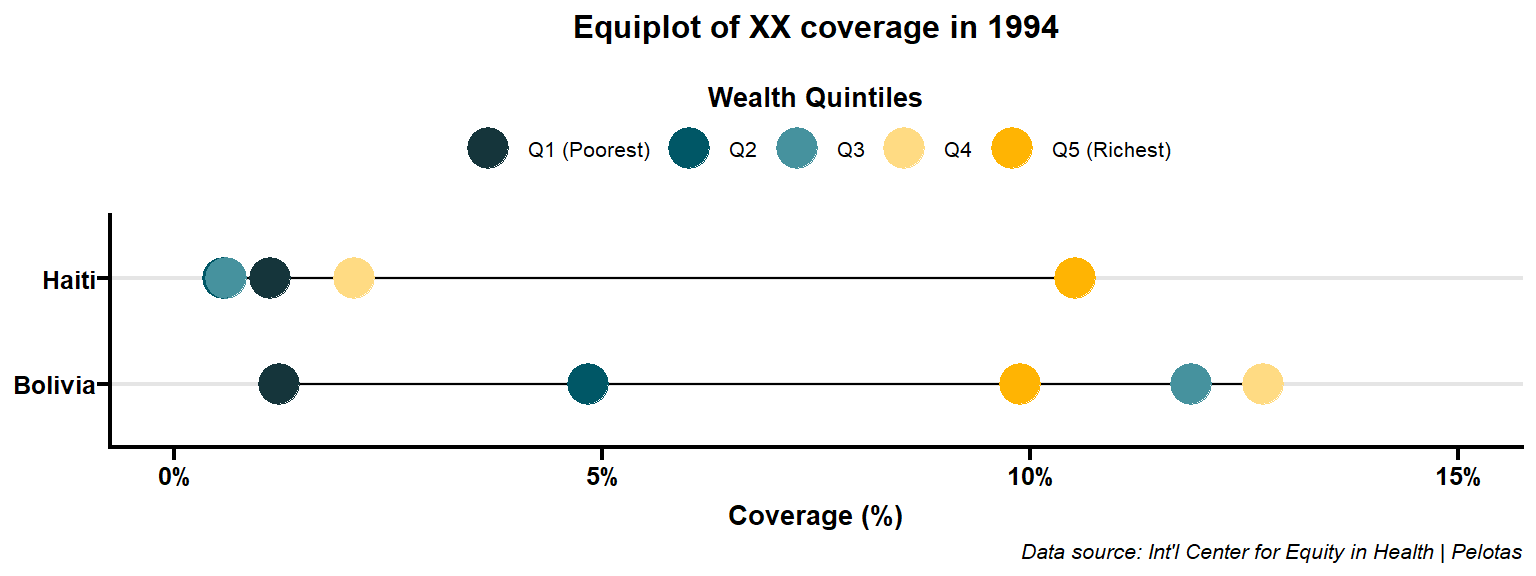 Equiplot of XX coverage in 1994
Wealth Quintiles
Q1 (Poorest) Q2 Q3 Q4 Q5 (Richest)
Haiti
Bolivia
0% 5% 10% 15%
Coverage (%)
Data source: Int'l Center for Equity in Health | Pelotas